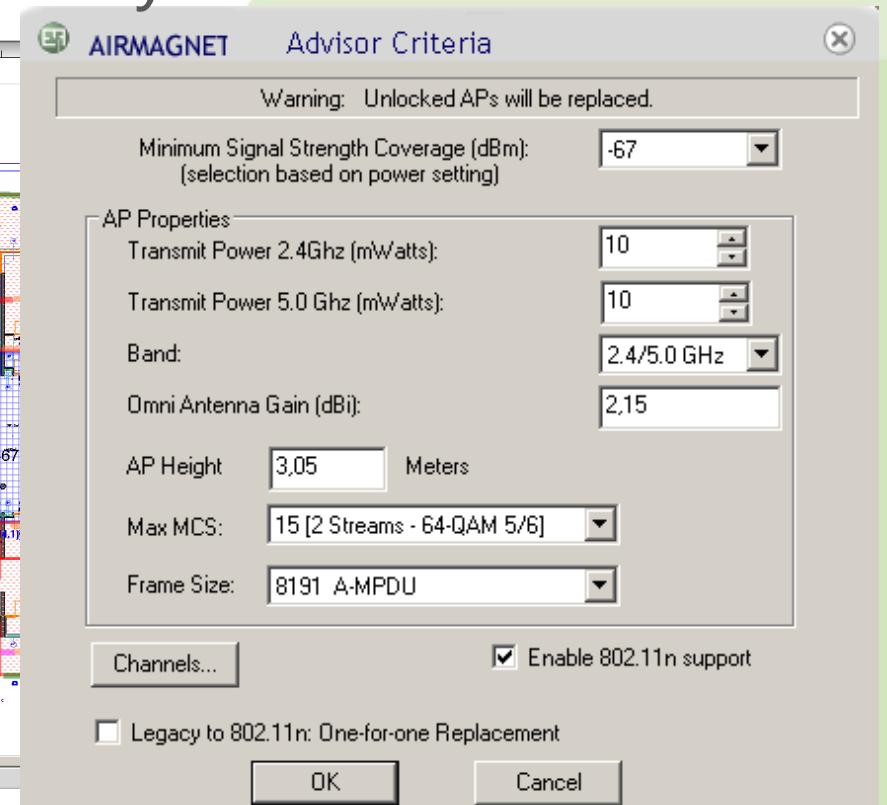 AIRMAGNET Advisor Criteria
Warning: Unlocked APs will be replaced.
Minimum Signal Strength Coverage (dBm): -67
(selection based on power setting)
AP Properties
Transmit Power 2.4Ghz (mWatts): 10
Transmit Power 5.0 Ghz (mWatts): 10
Band: 2.4/5.0 GHz
Omni Antenna Gain (dBi): 2,15
AP Height 3,05 Meters
Max MCS: 15 [2 Streams - 64-QAM 5/6]
Frame Size: 8191 A-MPDU
Channels... Enable 802.11n support
Legacy to 802.11n: One-for-one Replacement
OK Cancel